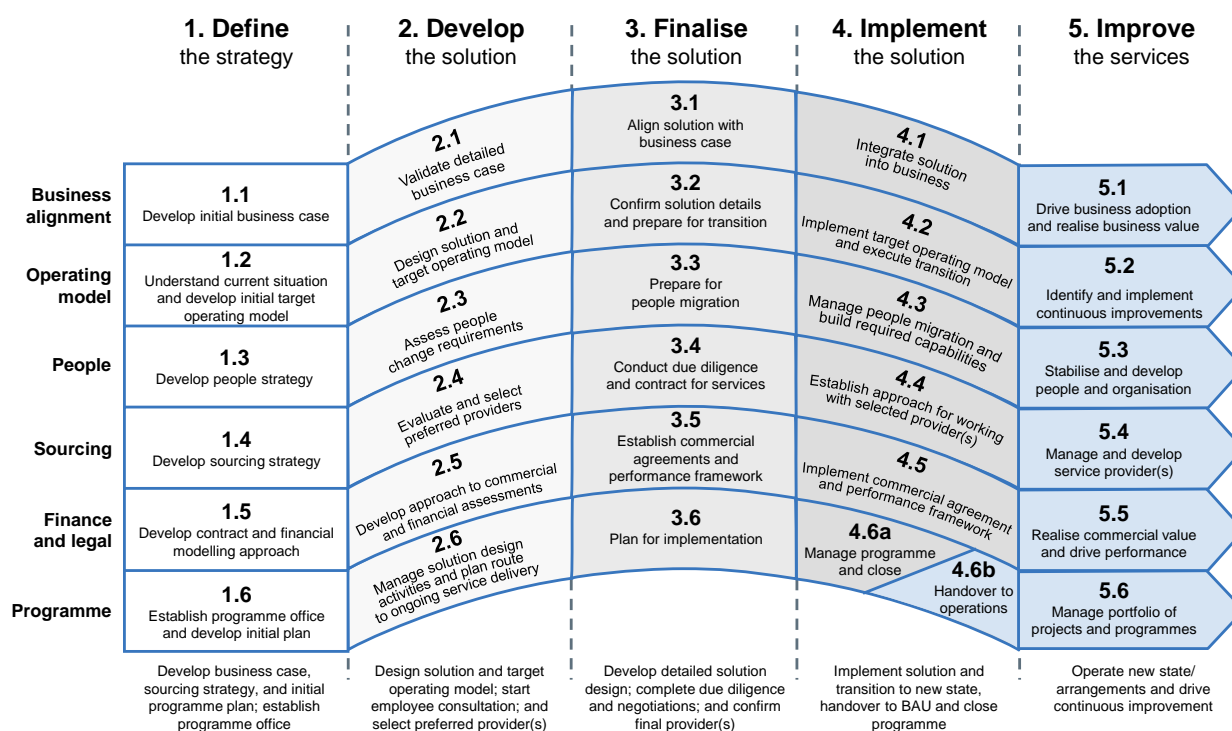 1. Define
the strategy
2. Develop
the solution
3. Finalise
the solution
4. Implement
the solution
5. Improve
the services
Business
alignment
1.1
Develop initial business case
2.1
Validate detailed
business case
3.1
Align solution with
business case
4.1
Integrate solution
into business
5.1
Drive business adoption
and realise business value
Operating
model
1.2
Understand current situation
and develop initial target
operating model
2.2
Design solution and
target operating model
3.2
Confirm solution details
and prepare for transition
4.2
Implement target operating model
and execute transition
5.2
Identify and implement
continuous improvements
People
1.3
Develop people strategy
2.3
Assess people
change requirements
3.3
Prepare for
people migration
4.3
Manage people migration and
build required capabilities
5.3
Stabilise and develop
people and organisation
Sourcing
1.4
Develop sourcing strategy
2.4
Evaluate and select
preferred providers
3.4
Conduct due diligence
and contract for services
4.4
Establish approach for working
with selected provider(s)
5.4
Manage and develop
service provider(s)
Finance
and legal
1.5
Develop contract and financial
modelling approach
2.5
Develop approach to commercial
and financial assessments
3.5
Establish commercial
agreements and
performance framework
4.5
Implement commercial agreement
and performance framework
5.5
Realise commercial value
and drive performance
Programme
1.6
Establish programme office
and develop initial plan
2.6
Manage solution design
activities and plan route
to ongoing service delivery
3.6
Plan for implementation
4.6a
Manage programme
and close
4.6b
Handover to
operations
5.6
Manage portfolio of
projects and programmes
Develop business case,
sourcing strategy, and initial
programme plan; establish
programme office
Design solution and target
operating model; start
employee consultation; and
select preferred provider(s)
Develop detailed solution
design; complete due diligence
and negotiations; and confirm
final provider(s)
Implement solution and
transition to new state,
handover to BAU and close
programme
Operate new state/
arrangements and drive
continuous improvement